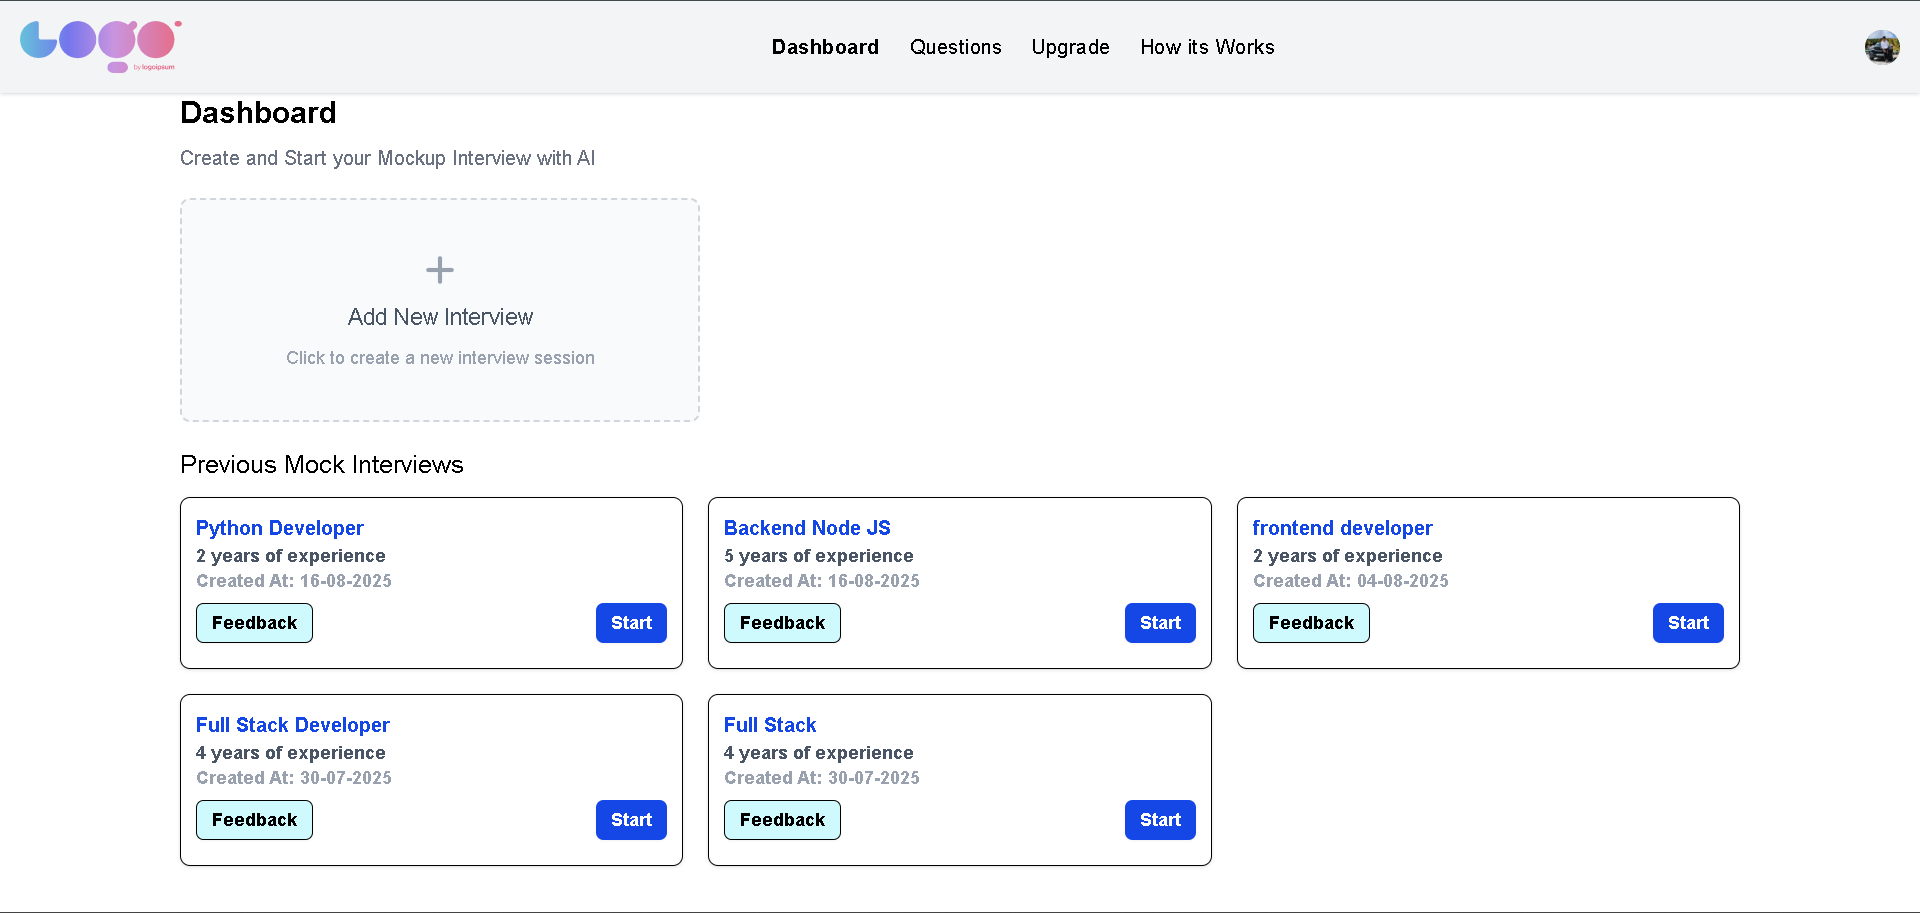 Logo
by logoipsum
Dashboard Questions Upgrade How its Works
Dashboard
Create and Start your Mockup Interview with AI
Add New Interview
Click to create a new interview session
Previous Mock Interviews
Python Developer
2 years of experience
Created At: 16-08-2025
Feedback Start
Backend Node JS
5 years of experience
Created At: 16-08-2025
Feedback Start
frontend developer
2 years of experience
Created At: 04-08-2025
Feedback Start
Full Stack Developer
4 years of experience
Created At: 30-07-2025
Feedback Start
Full Stack
4 years of experience
Created At: 30-07-2025
Feedback Start